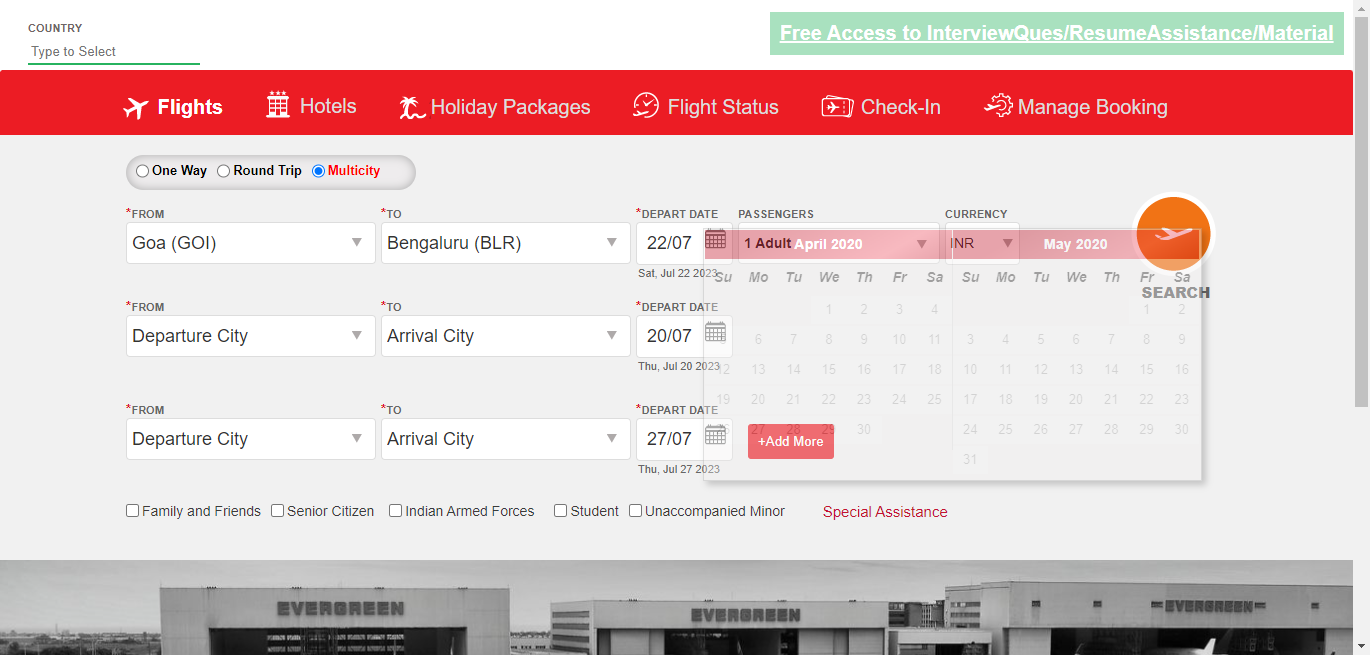 COUNTRY
Type to Select
Free Access to InterviewQues/ResumeAssistance/Material
Flights Hotels Holiday Packages Flight Status Check-In Manage Booking
One Way Round Trip Multicity
*FROM *TO *DEPART DATE PASSENGERS CURRENCY
Goa (GOI) Bengaluru (BLR) 22/07 1 Adult April 2020 INR May 2020
Sat, Jul 22 2023
Su Mo Tu We Th Fr Sa Su Mo Tu We Th Fr Sa
SEARCH
*FROM *TO *DEPART DATE
1 2 3 4 1 2
Departure City Arrival City 20/07
6 7 8 9 10 11 3 4 5 6 7 8 9
Thu, Jul 20 2023
12 13 14 15 16 17 18 10 11 12 13 14 15 16
19 20 21 22 23 24 25 17 18 19 20 21 22 23
*FROM *TO *DEPART DATE
Departure City Arrival City 27/07
27 28 29 30 24 25 26 27 28 29 30
+Add More
31
Thu, Jul 27 2023
Family and Friends Senior Citizen Indian Armed Forces Student Unaccompanied Minor Special Assistance
EVERGREEN EVERGREEN EVERGREEN